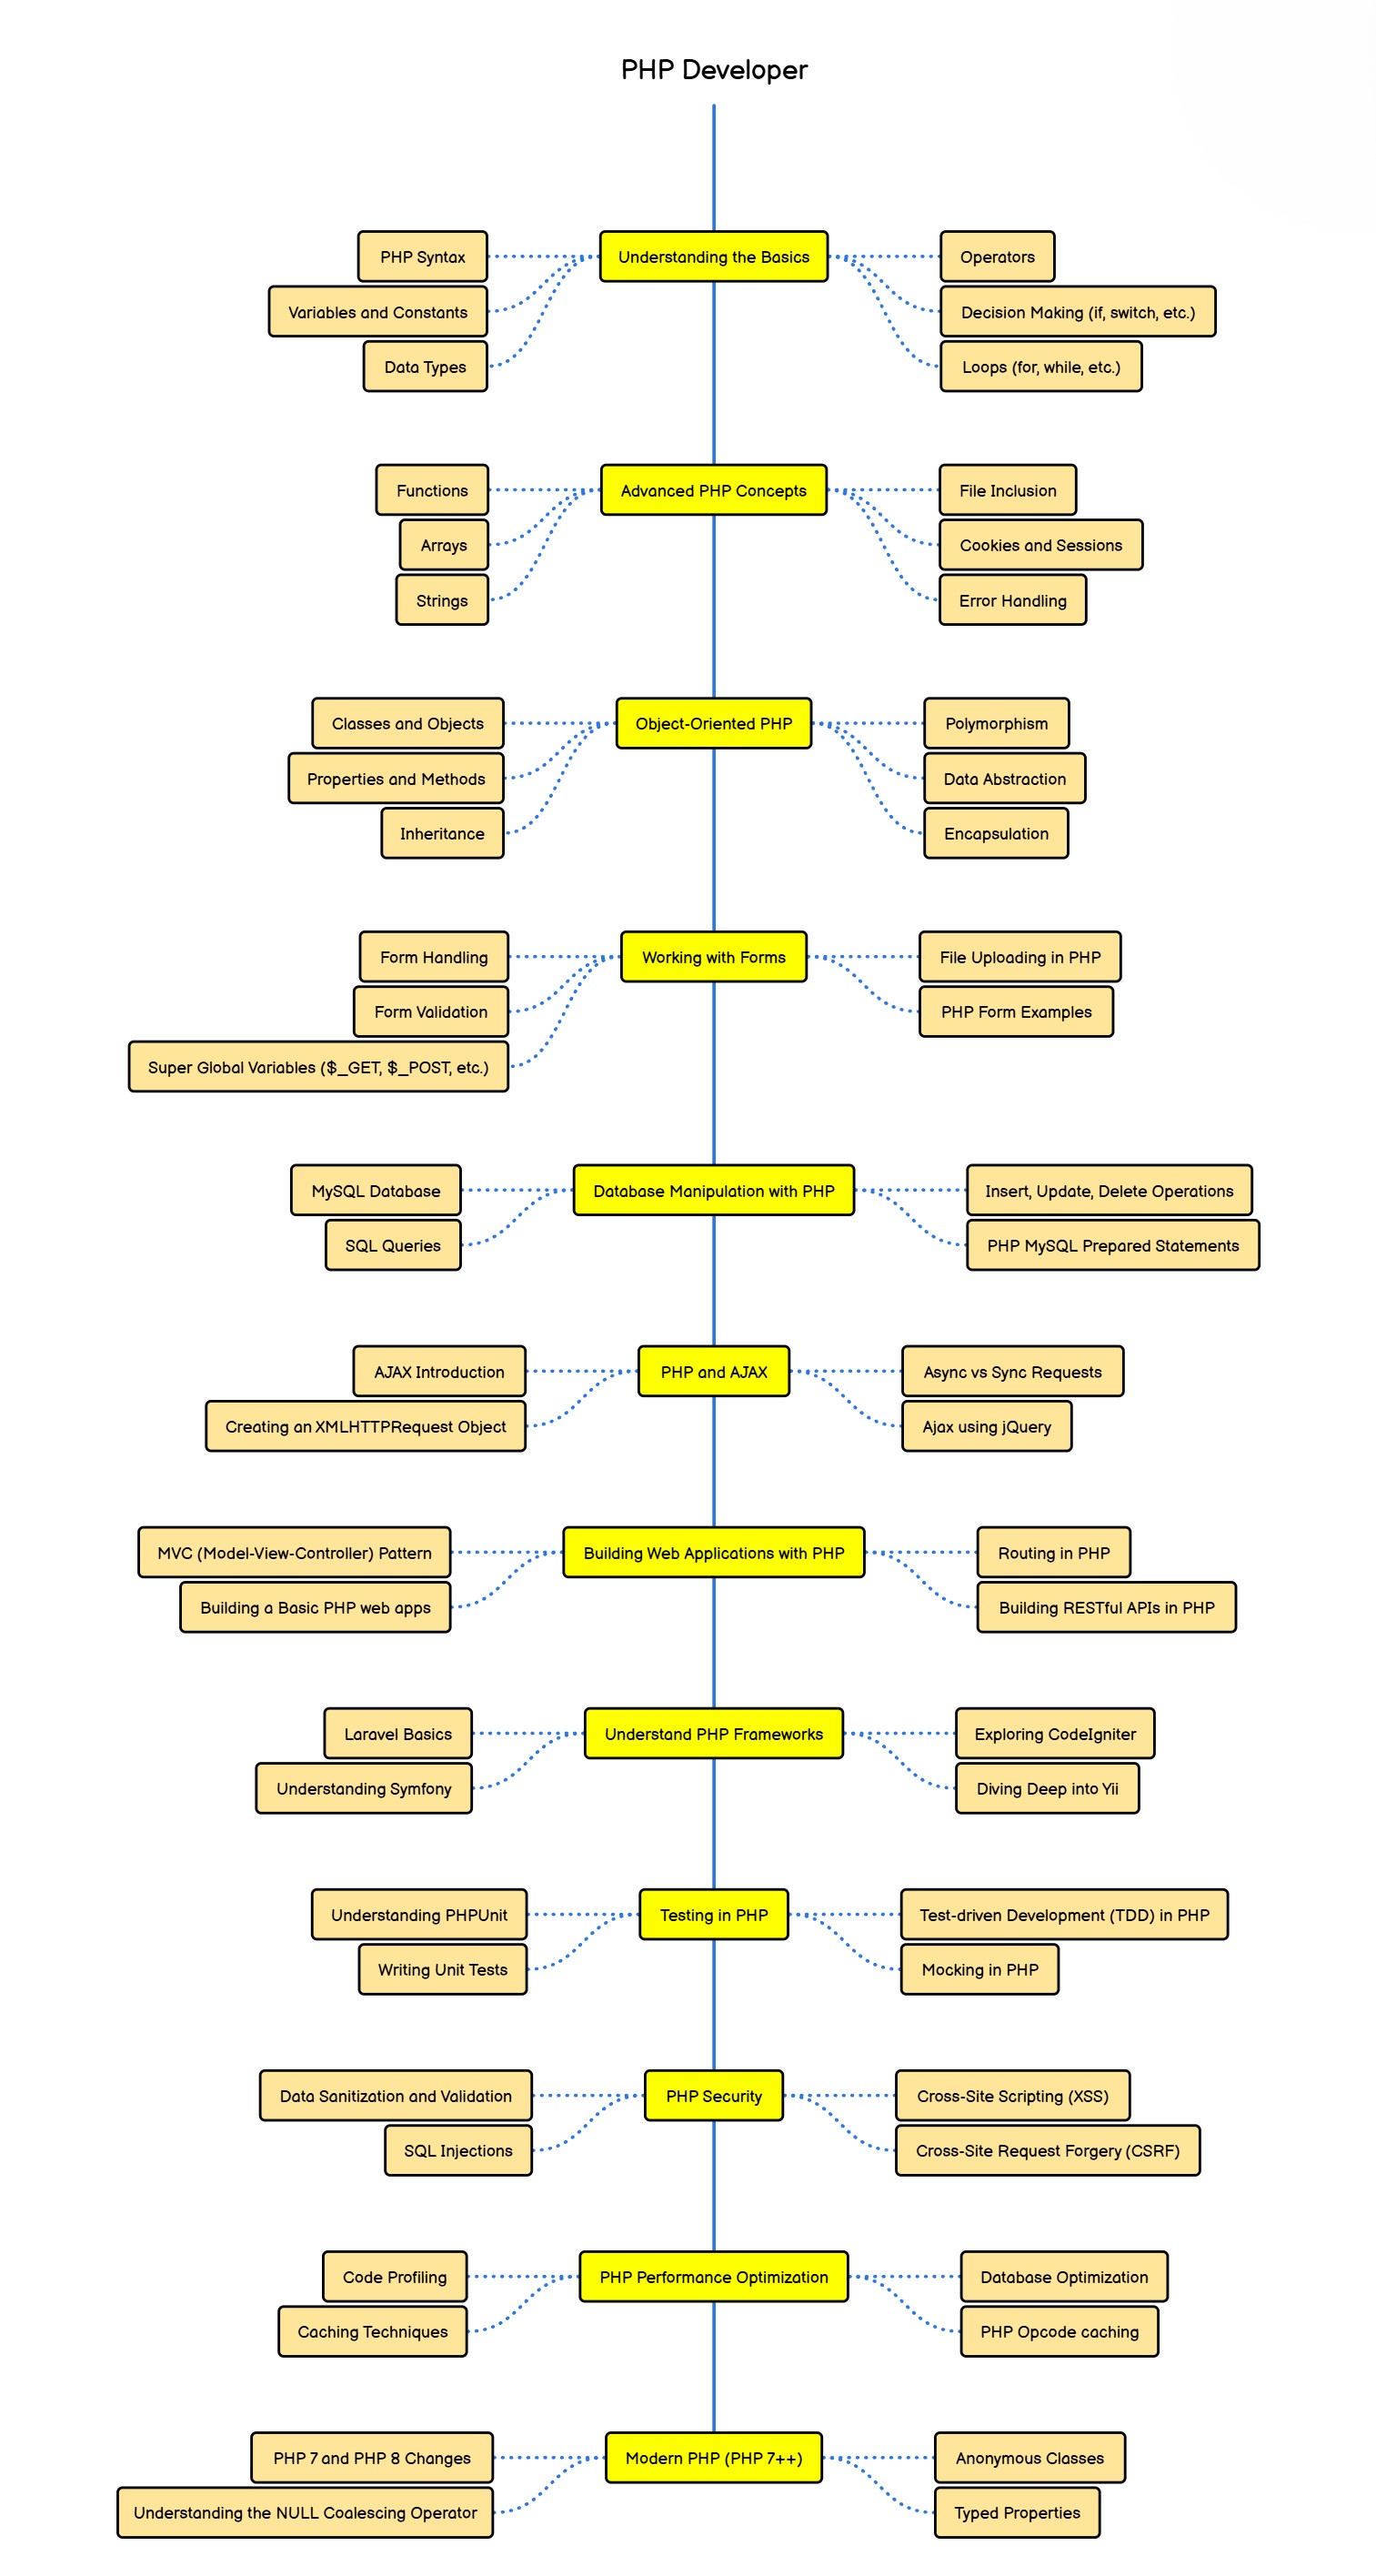 PHP Developer
PHP Syntax
Understanding the Basics
Operators
Variables and Constants
Decision Making (if, switch, etc.)
Data Types
Loops (for, while, etc.)
Functions
Advanced PHP Concepts
File Inclusion
Arrays
Cookies and Sessions
Strings
Error Handling
Classes and Objects
Object-Oriented PHP
Polymorphism
Properties and Methods
Data Abstraction
Inheritance
Encapsulation
Form Handling
Working with Forms
File Uploading in PHP
Form Validation
PHP Form Examples
Super Global Variables ($_GET, $_POST, etc.)
MySQL Database
Database Manipulation with PHP
Insert, Update, Delete Operations
SQL Queries
PHP MySQL Prepared Statements
AJAX Introduction
PHP and AJAX
Async vs Sync Requests
Creating an XMLHTTPRequest Object
Ajax using jQuery
MVC (Model-View-Controller) Pattern
Building Web Applications with PHP
Routing in PHP
Building a Basic PHP web apps
Building RESTful APIs in PHP
Laravel Basics
Understand PHP Frameworks
Exploring CodeIgniter
Understanding Symfony
Diving Deep into Yii
Understanding PHPUnit
Testing in PHP
Test-driven Development (TDD) in PHP
Writing Unit Tests
Mocking in PHP
Data Sanitization and Validation
PHP Security
Cross-Site Scripting (XSS)
SQL Injections
Cross-Site Request Forgery (CSRF)
Code Profiling
PHP Performance Optimization
Database Optimization
Caching Techniques
PHP Opcode caching
PHP 7 and PHP 8 Changes
Modern PHP (PHP 7++)
Anonymous Classes
Understanding the NULL Coalescing Operator
Typed Properties